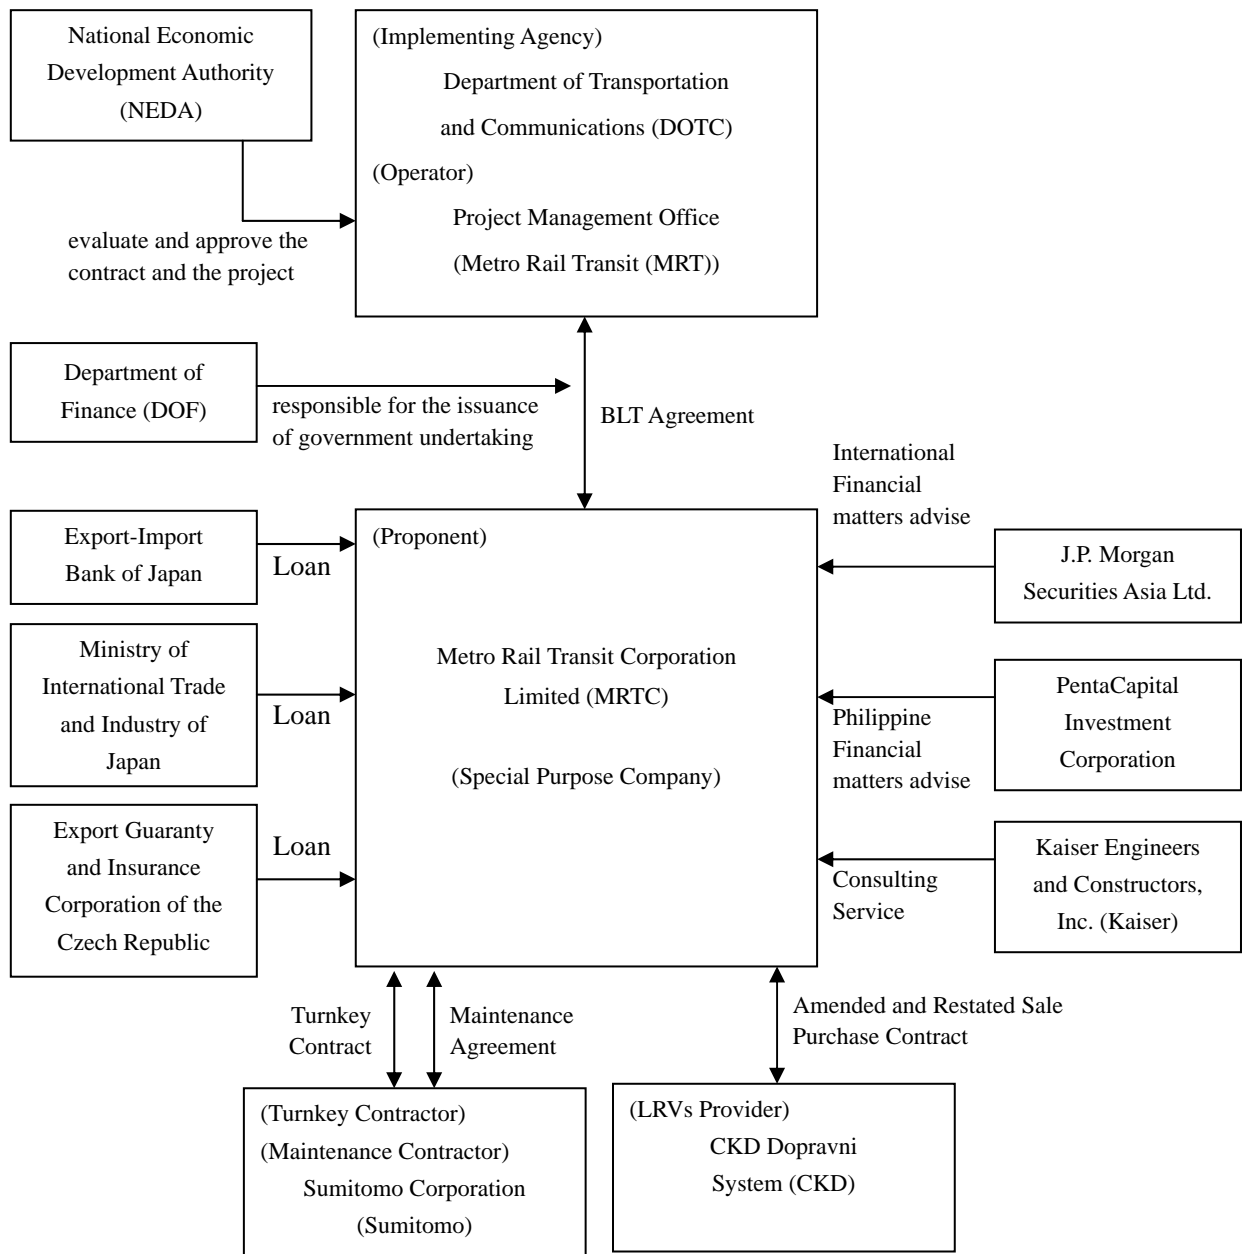 National Economic
Development Authority
(NEDA)
(Implementing Agency)
Department of Transportation
and Communications (DOTC)
(Operator)
Project Management Office
(Metro Rail Transit (MRT))
evaluate and approve the
contract and the project
Department of
Finance (DOF)
responsible for the issuance
of government undertaking
BLT Agreement
International
Financial
matters advise
Export-Import
Bank of Japan
Loan
(Proponent)
Metro Rail Transit Corporation
Limited (MRTC)
(Special Purpose Company)
J.P. Morgan
Securities Asia Ltd.
Ministry of
International Trade
and Industry of
Japan
Loan
Philippine
Financial
matters advise
PentaCapital
Investment
Corporation
Export Guaranty
and Insurance
Corporation of the
Czech Republic
Loan
Consulting
Service
Kaiser Engineers
and Constructors,
Inc. (Kaiser)
Turnkey
Contract
Maintenance
Agreement
Amended and Restated Sale
Purchase Contract
(Turnkey Contractor)
(Maintenance Contractor)
Sumitomo Corporation
(Sumitomo)
(LRVs Provider)
CKD Dopravni
System (CKD)